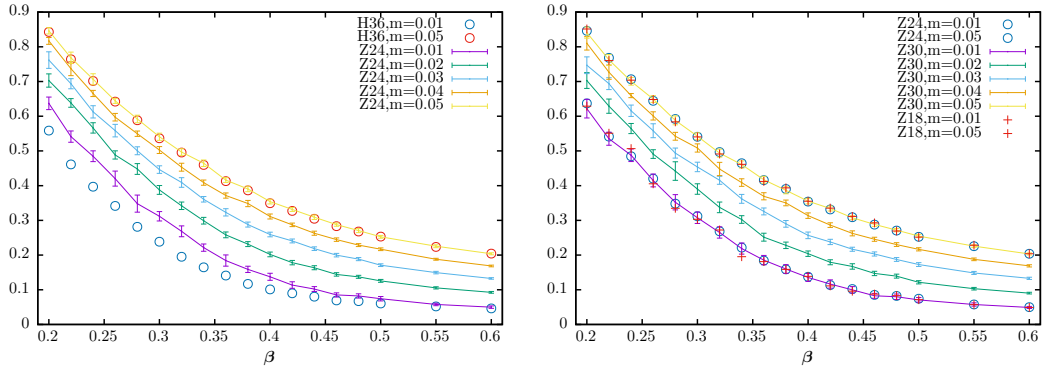 0
0.1
0.2
0.3
0.4
0.5
0.6
0.7
0.8
0.9
0.2
0.25
0.3
0.35
0.4
0.45
0.5
0.55
0.6
β
H36,m=0.01
H36,m=0.05
Z24,m=0.01
Z24,m=0.02
Z24,m=0.03
Z24,m=0.04
Z24,m=0.05
0
0.1
0.2
0.3
0.4
0.5
0.6
0.7
0.8
0.9
0.2
0.25
0.3
0.35
0.4
0.45
0.5
0.55
0.6
β
Z24,m=0.01
Z24,m=0.05
Z30,m=0.01
Z30,m=0.02
Z30,m=0.03
Z30,m=0.04
Z30,m=0.05
Z18,m=0.01
Z18,m=0.05